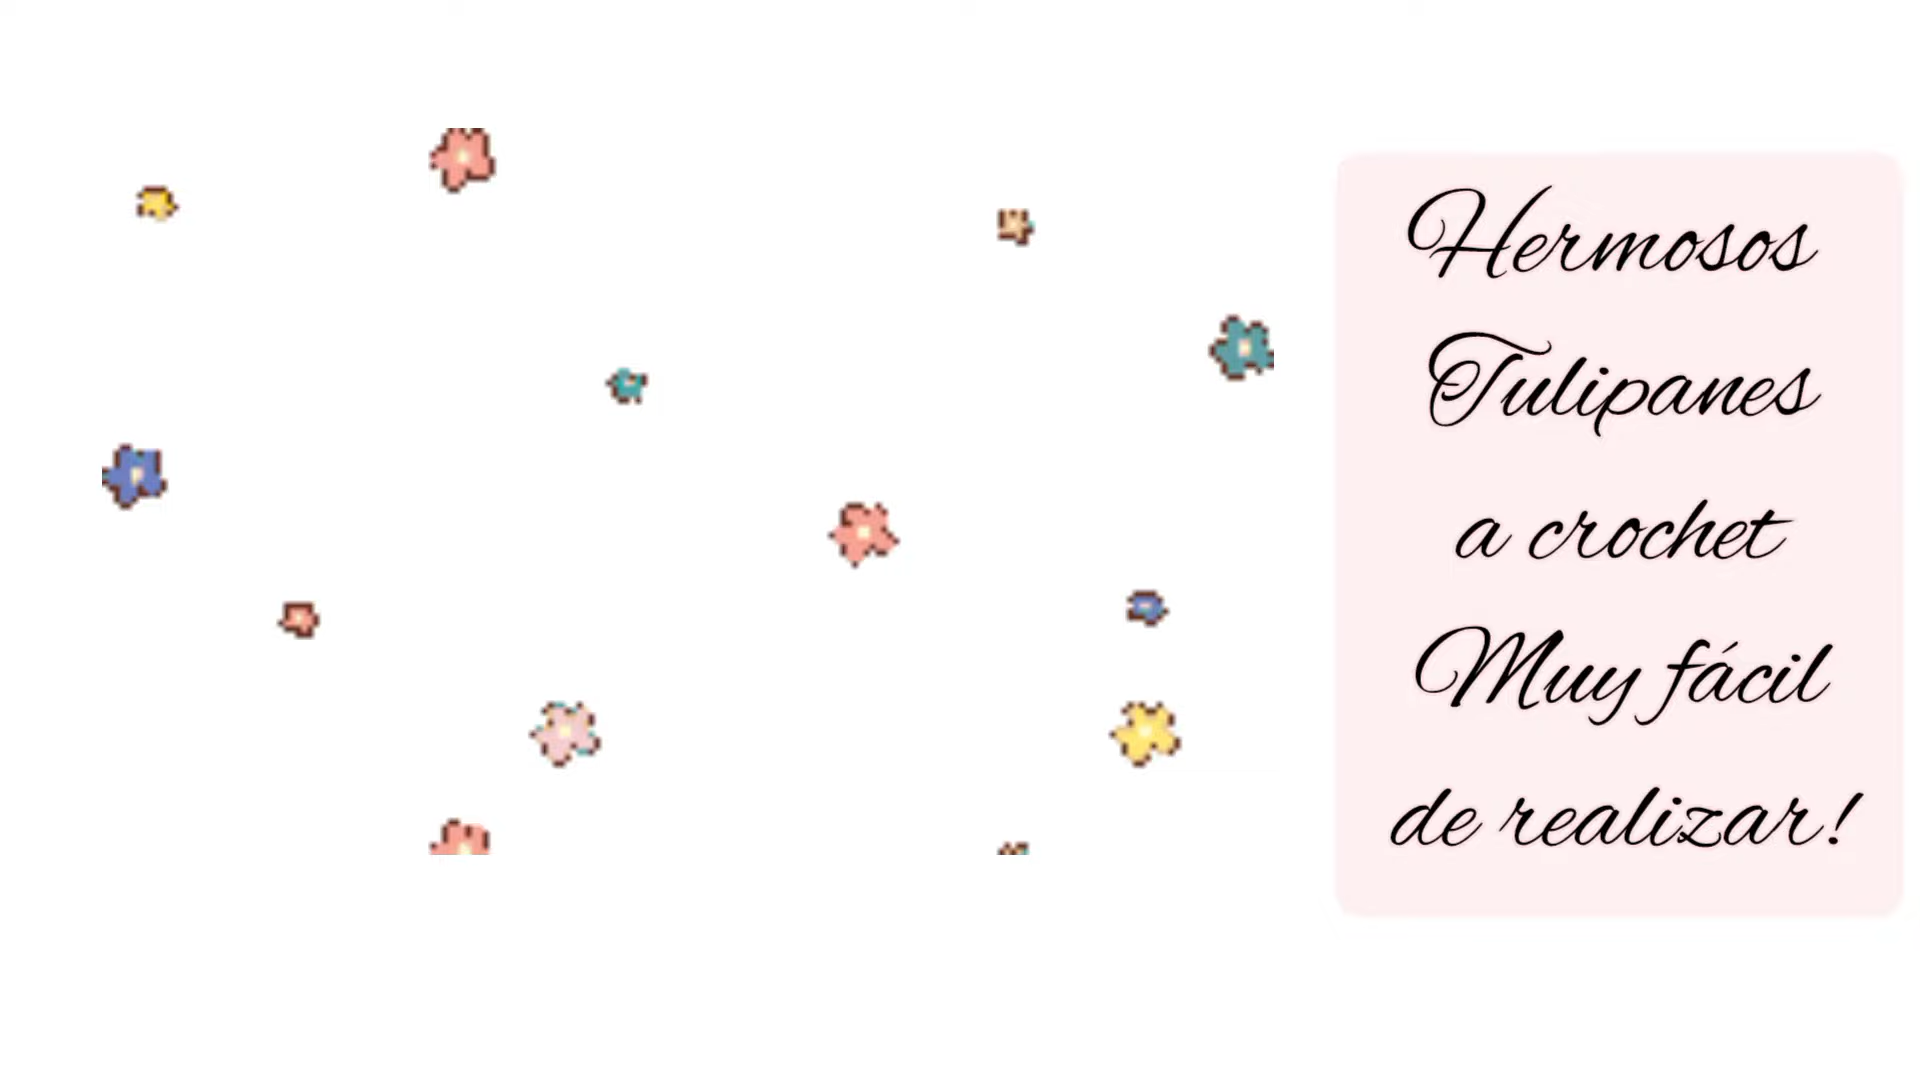 Hermosos
Tulipanes
a crochet
Muy fácil
de realizar!